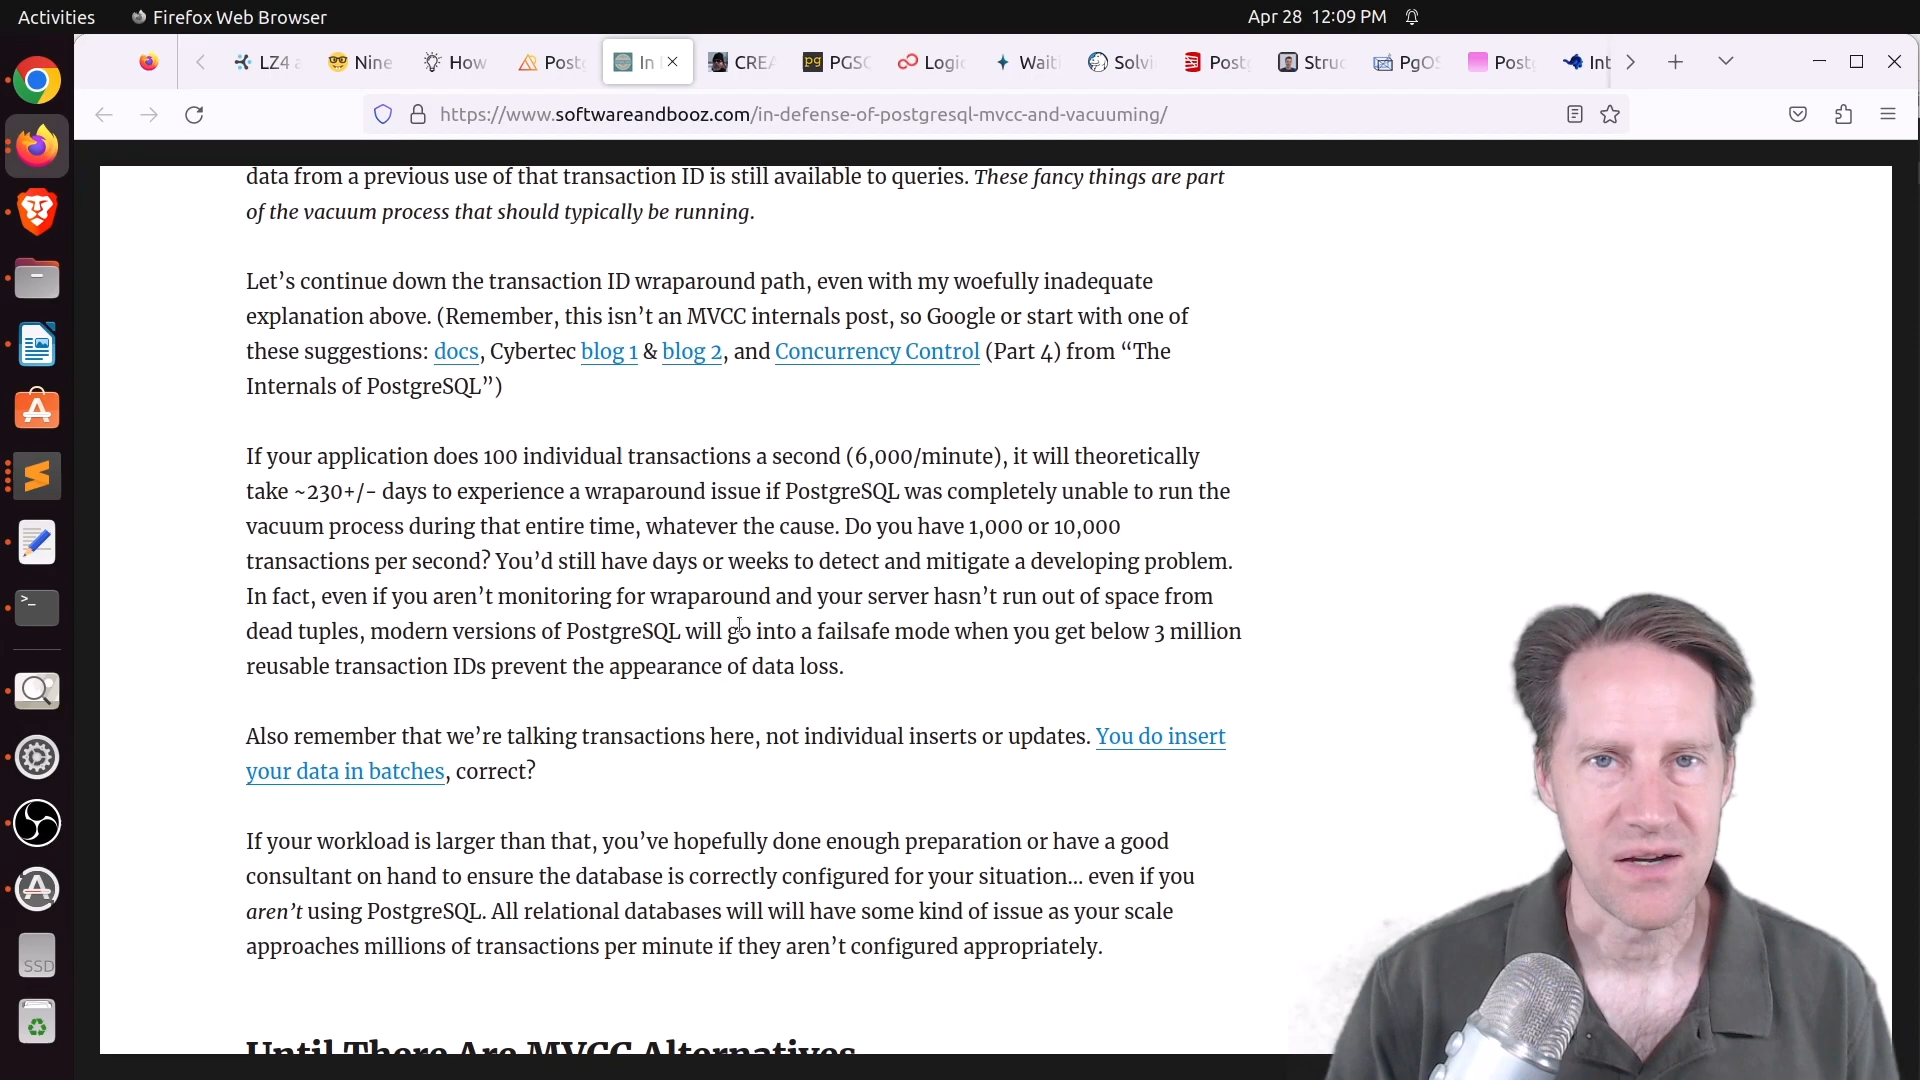 Activities
Firefox Web Browser
Apr 28 12:09 PM
LZ4 a
Nine
How
Postg
In
CREA
PGSQ
Logic
Waiti
Solvi
Postg
Struc
PgOS
Postg
Int
https://www.softwareandbooz.com/in-defense-of-postgresql-mvcc-and-vacuuming/
data from a previous use of that transaction ID is still available to queries. These fancy things are part
of the vacuum process that should typically be running.
Let’s continue down the transaction ID wraparound path, even with my woefully inadequate
explanation above. (Remember, this isn’t an MVCC internals post, so Google or start with one of
these suggestions: docs, Cybertec blog 1 & blog 2, and Concurrency Control (Part 4) from “The
Internals of PostgreSQL”)
If your application does 100 individual transactions a second (6,000/minute), it will theoretically
take ~230+/- days to experience a wraparound issue if PostgreSQL was completely unable to run the
vacuum process during that entire time, whatever the cause. Do you have 1,000 or 10,000
transactions per second? You’d still have days or weeks to detect and mitigate a developing problem.
In fact, even if you aren’t monitoring for wraparound and your server hasn’t run out of space from
dead tuples, modern versions of PostgreSQL will go into a failsafe mode when you get below 3 million
reusable transaction IDs prevent the appearance of data loss.
Also remember that we’re talking transactions here, not individual inserts or updates. You do insert
your data in batches, correct?
If your workload is larger than that, you’ve hopefully done enough preparation or have a good
consultant on hand to ensure the database is correctly configured for your situation… even if you
aren’t using PostgreSQL. All relational databases will will have some kind of issue as your scale
approaches millions of transactions per minute if they aren’t configured appropriately.
Until There Are MVCC Alternatives
SSD